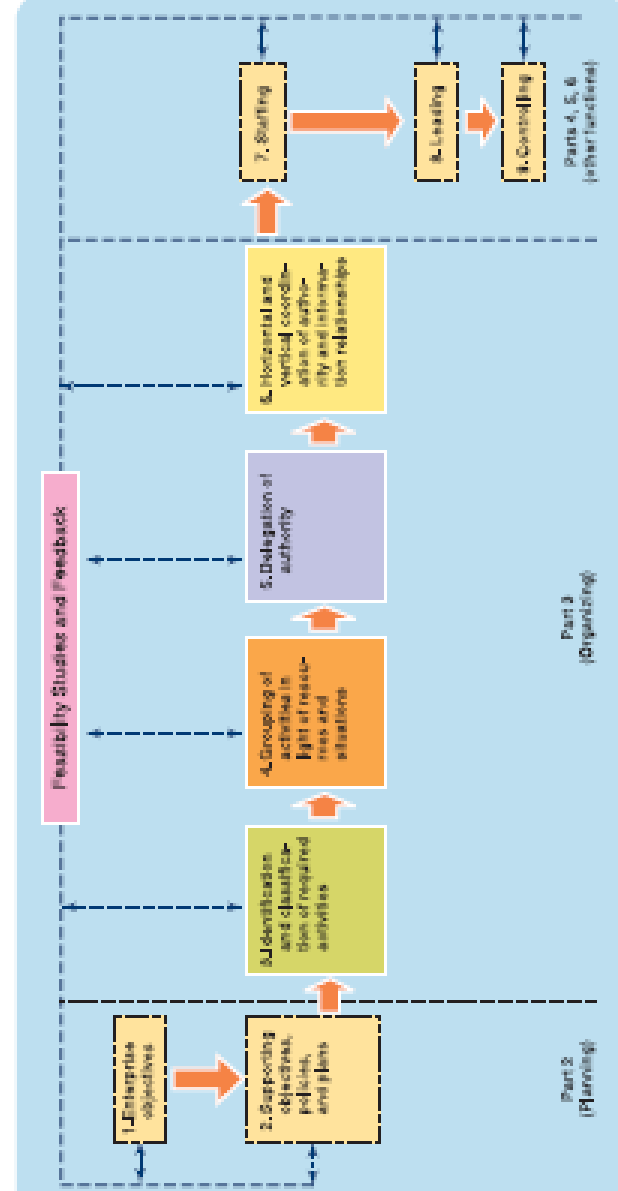 Feasibility Studies and Feedback
1. Enterprise
objectives
2. Supporting
objectives,
policies,
and plans
3. Identification
and classifica-
tion of required
activities
4. Grouping of
activities in
light of resou-
rces and
situations
5. Delegation of
authority
6. Horizontal and
vertical coordin-
ation of autho-
rity and informa-
tion relationships
7. Staffing
8. Leading
9. Controlling
Part 2
(Planning)
Part 3
(Organizing)
Parts 4, 5, 6
(other functions)